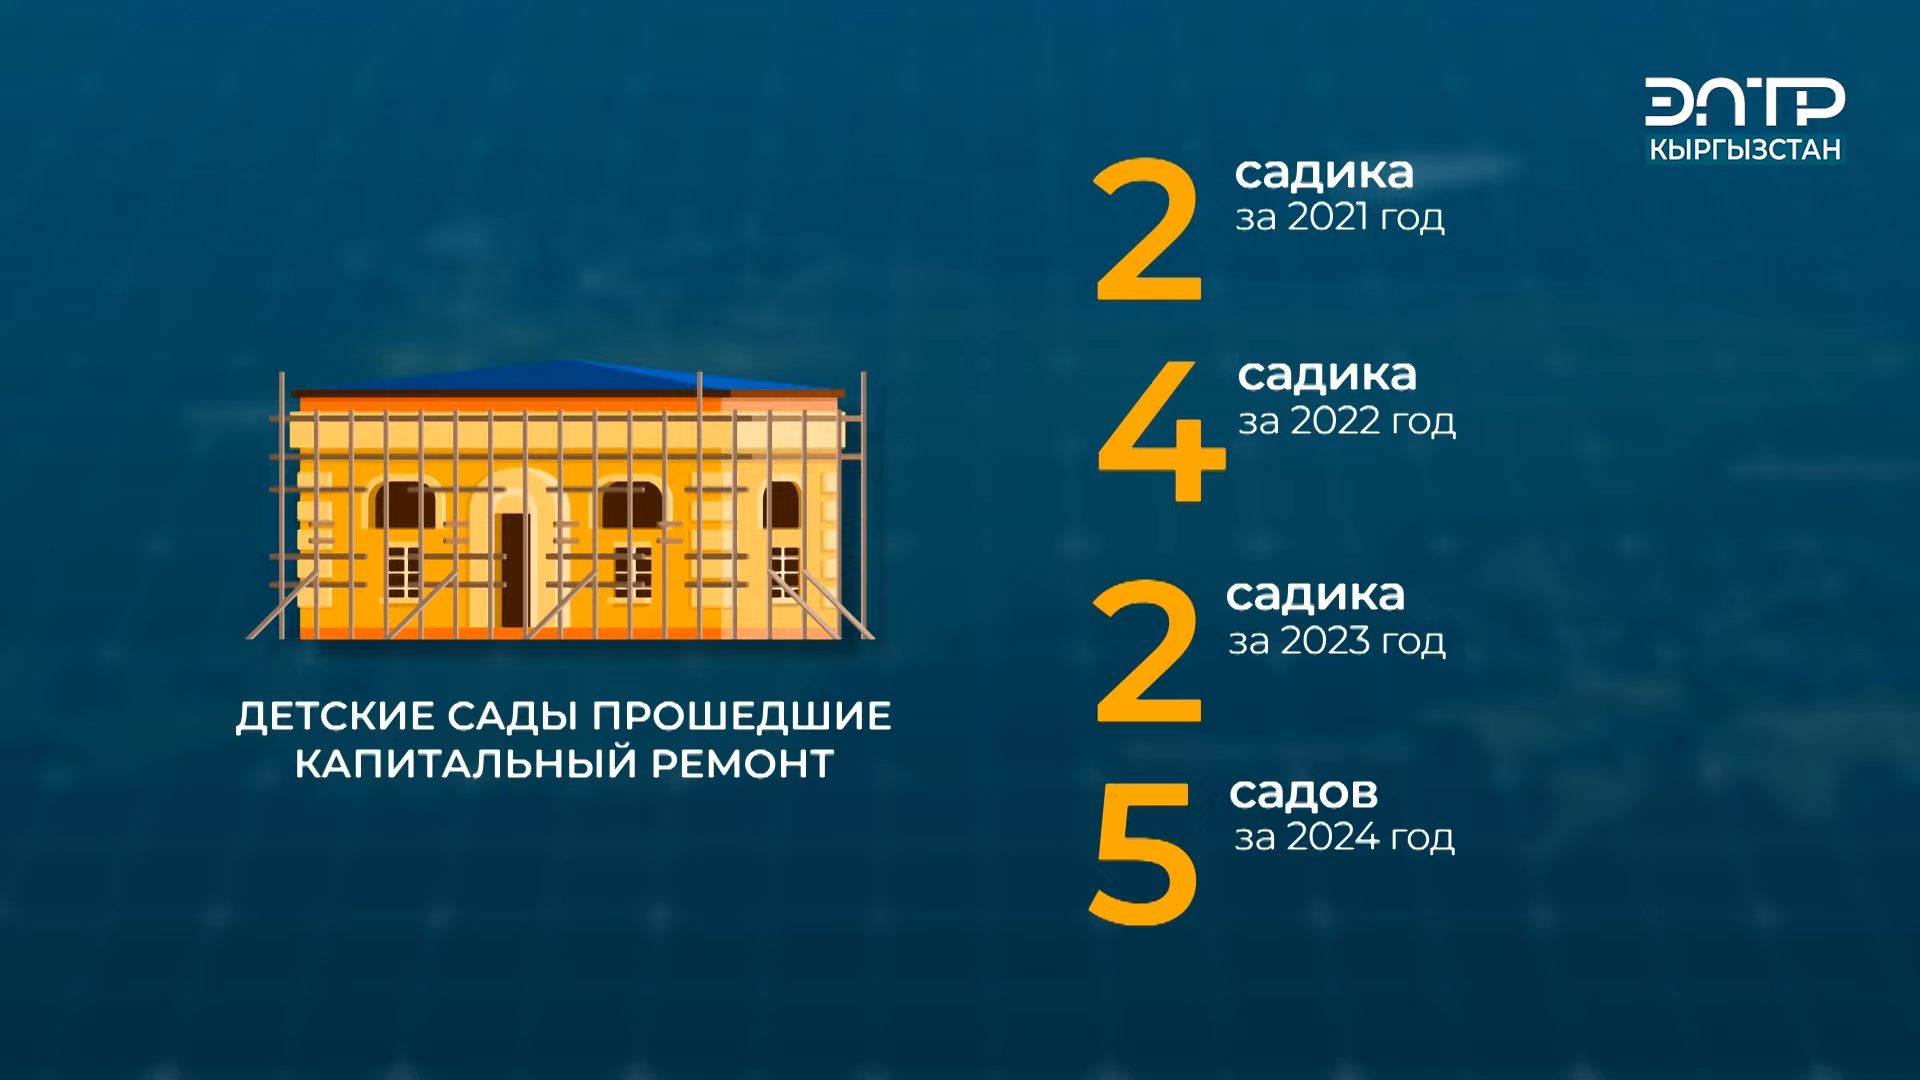 ЭЛТР
КЫРГЫЗСТАН
2 садика
за 2021 год
4 садика
за 2022 год
2 садика
за 2023 год
5 садов
за 2024 год
ДЕТСКИЕ САДЫ ПРОШЕДШИЕ
КАПИТАЛЬНЫЙ РЕМОНТ